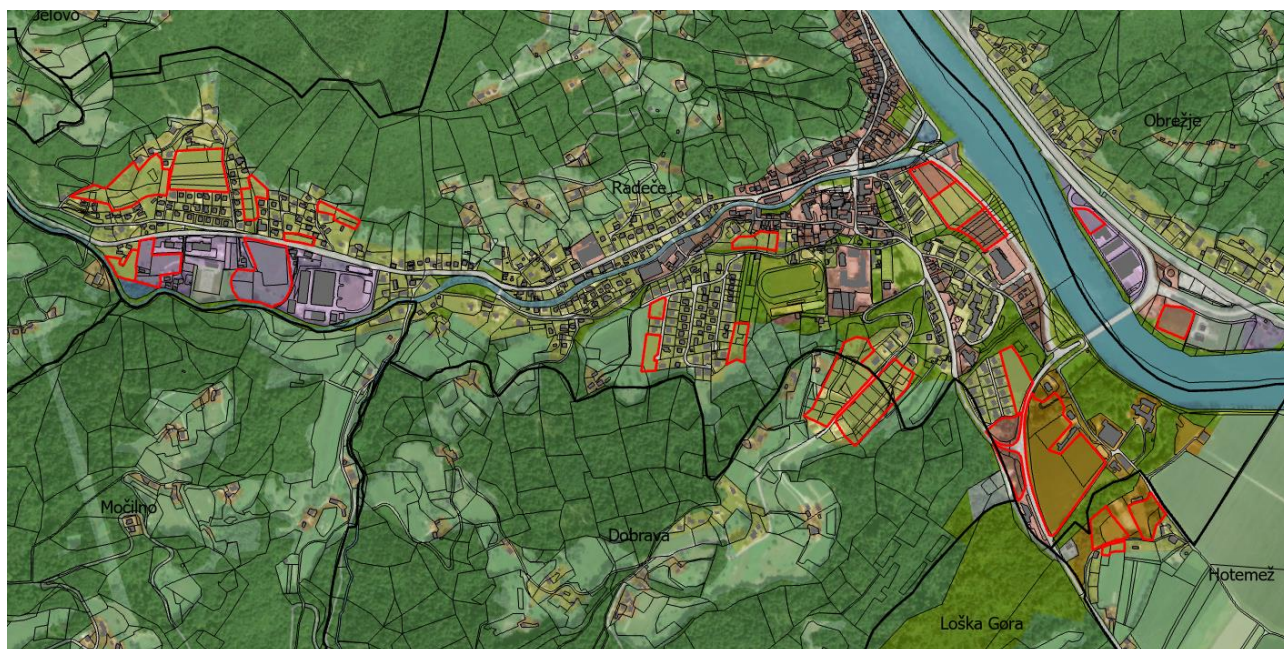 Jelovo
Obrežje
Radeče
Močilno
Dobrava
Hotemež
Loška Gora